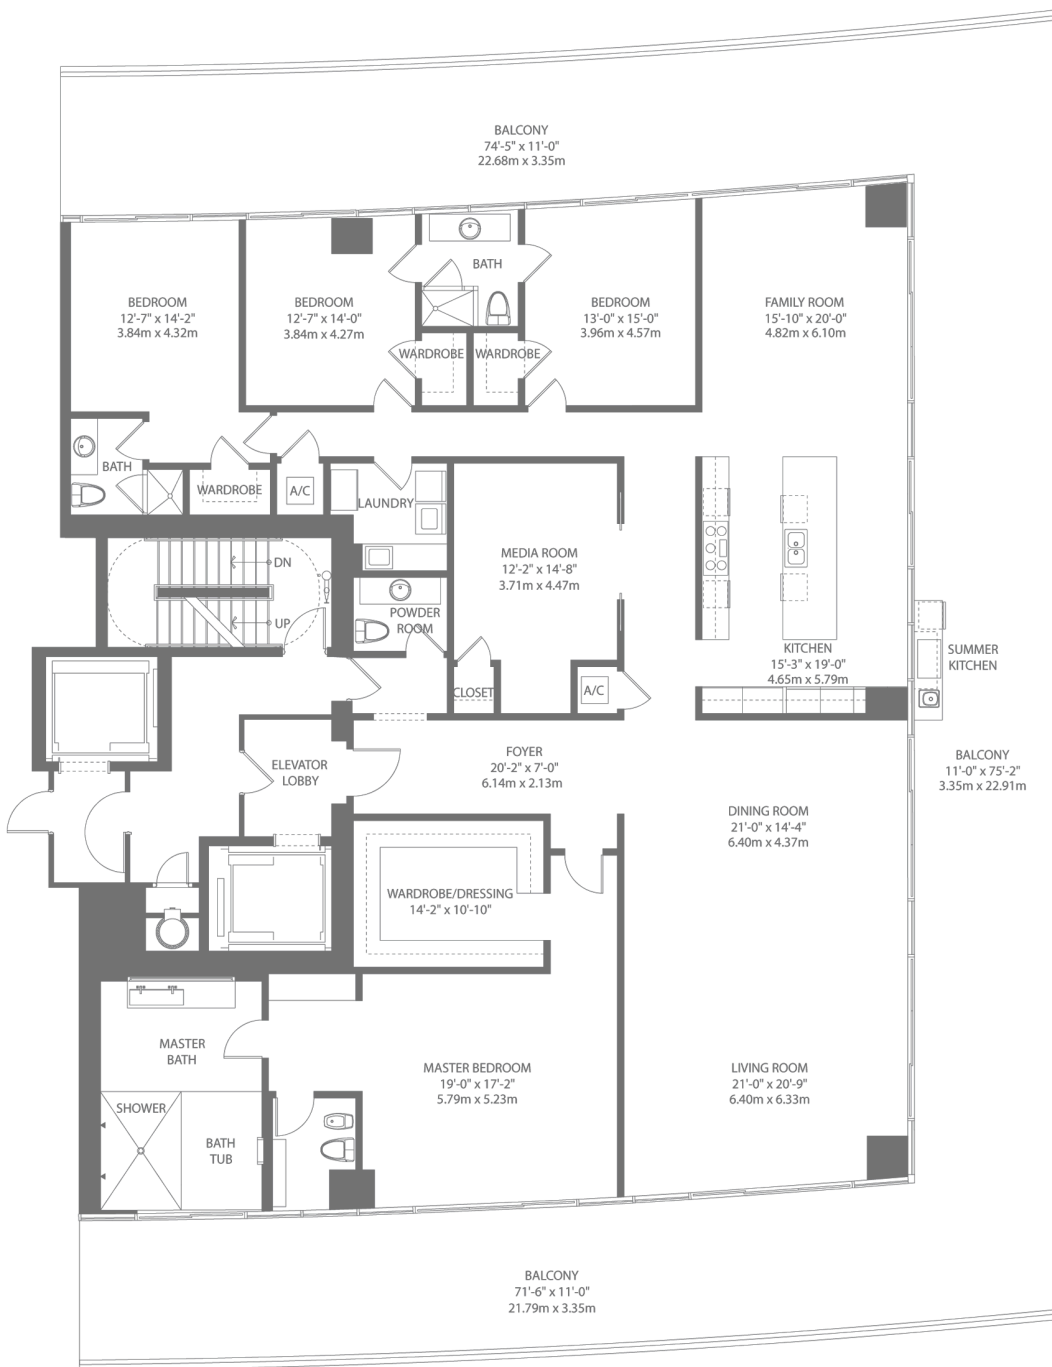 BALCONY
74'-5" x 11'-0"
22.68m x 3.35m
BEDROOM
12'-7" x 14'-2"
3.84m x 4.32m
BEDROOM
12'-7" x 14'-0"
3.84m x 4.27m
BATH
BEDROOM
13'-0" x 15'-0"
3.96m x 4.57m
FAMILY ROOM
15'-10" x 20'-0"
4.82m x 6.10m
WARDROBE
WARDROBE
BATH
WARDROBE
A/C
LAUNDRY
MEDIA ROOM
12'-2" x 14'-8"
3.71m x 4.47m
DN
UP
POWDER
ROOM
KITCHEN
15'-3" x 19'-0"
4.65m x 5.79m
SUMMER
KITCHEN
CLOSET
A/C
ELEVATOR
LOBBY
FOYER
20'-2" x 7'-0"
6.14m x 2.13m
BALCONY
11'-0" x 75'-2"
3.35m x 22.91m
DINING ROOM
21'-0" x 14'-4"
6.40m x 4.37m
WARDROBE/DRESSING
14'-2" x 10'-10"
MASTER
BATH
MASTER BEDROOM
19'-0" x 17'-2"
5.79m x 5.23m
LIVING ROOM
21'-0" x 20'-9"
6.40m x 6.33m
SHOWER
BATH
TUB
BALCONY
71'-6" x 11'-0"
21.79m x 3.35m